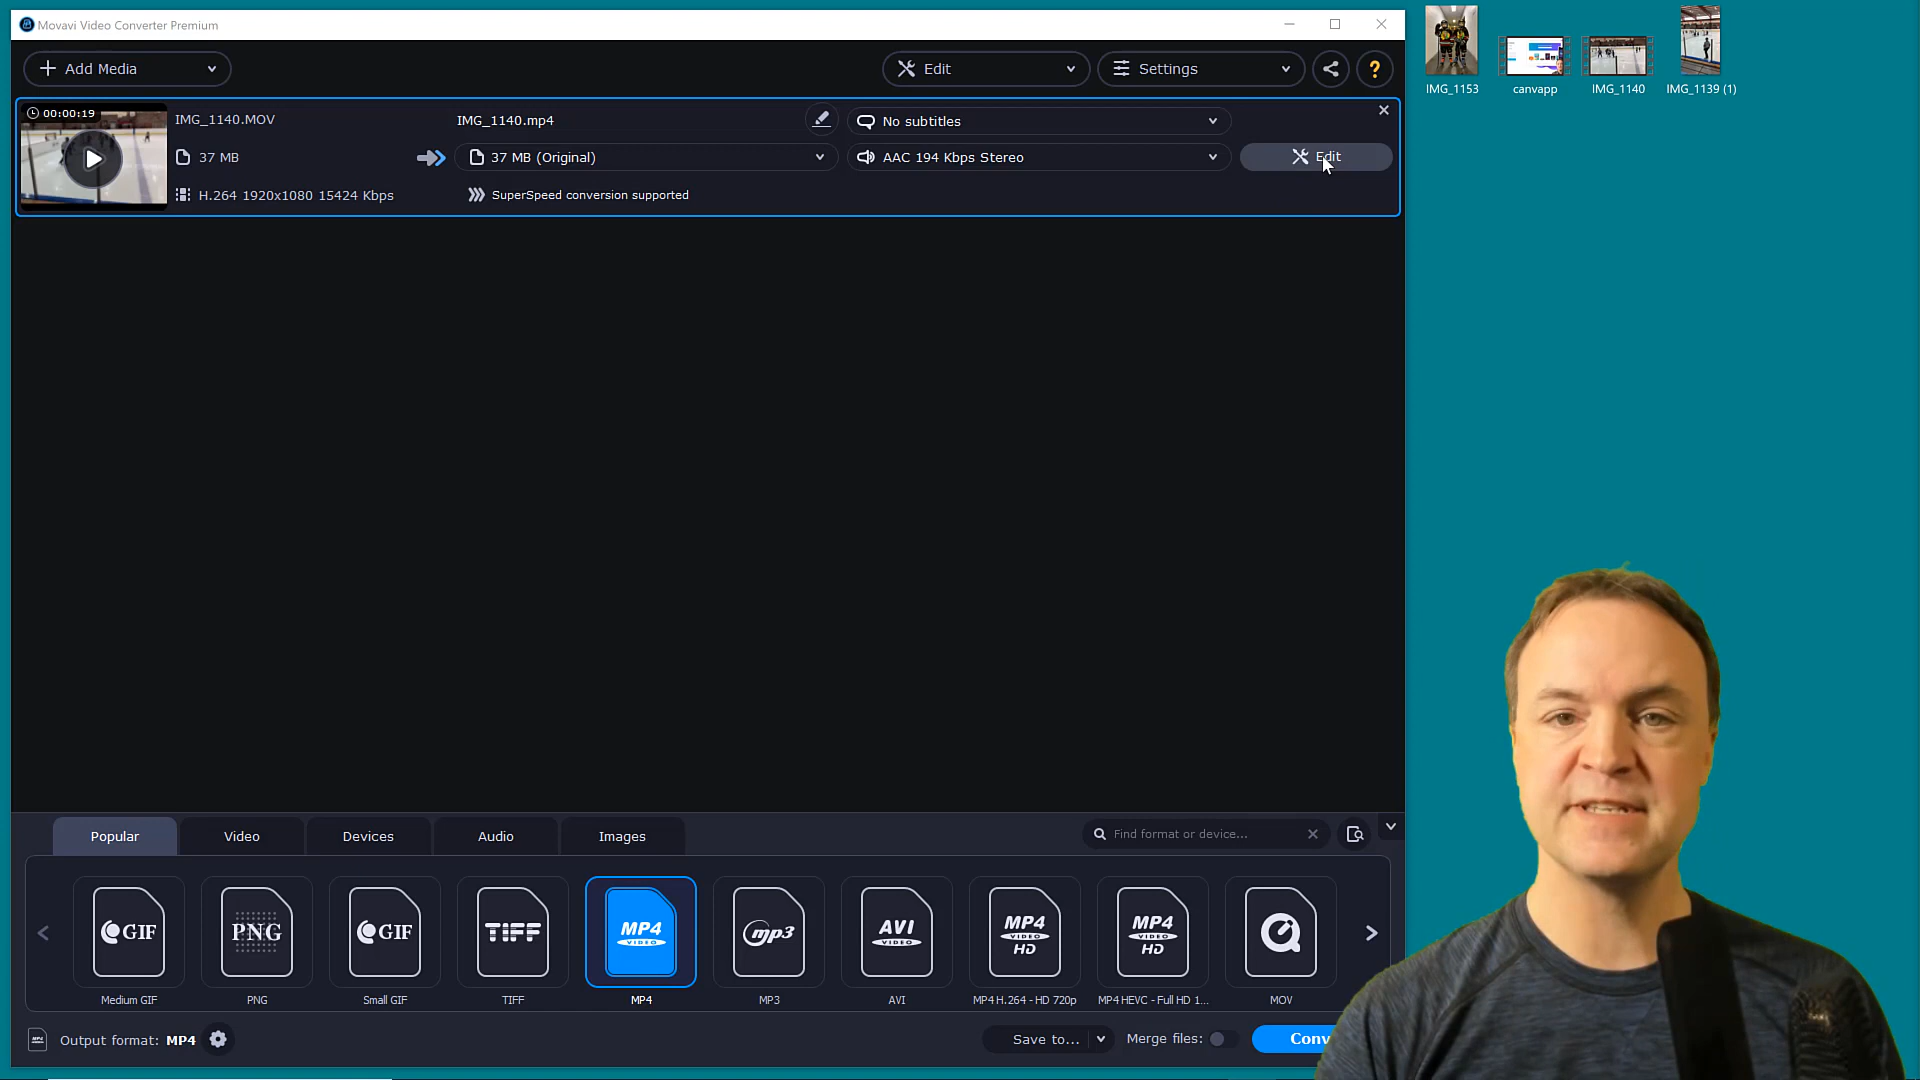 Movavi Video Converter Premium
Add Media
Edit
Settings
?
IMG_1153
canvapp
IMG_1140
IMG_1139 (1)
00:00:19
IMG_1140.MOV
IMG_1140.mp4
No subtitles
37 MB
37 MB (Original)
AAC 194 Kbps Stereo
Edit
H.264 1920x1080 15424 Kbps
SuperSpeed conversion supported
Popular
Video
Devices
Audio
Images
Find format or device...
GIF
PNG
GIF
TIFF
MP4 VIDEO
mp3
AVI VIDEO
MP4 VIDEO HD
MP4 VIDEO HD
Medium GIF
PNG
Small GIF
TIFF
MP4
MP3
AVI
MP4 H.264 - HD 720p
MP4 HEVC - Full HD 1...
MOV
Output format: MP4
Save to...
Merge files:
Conv